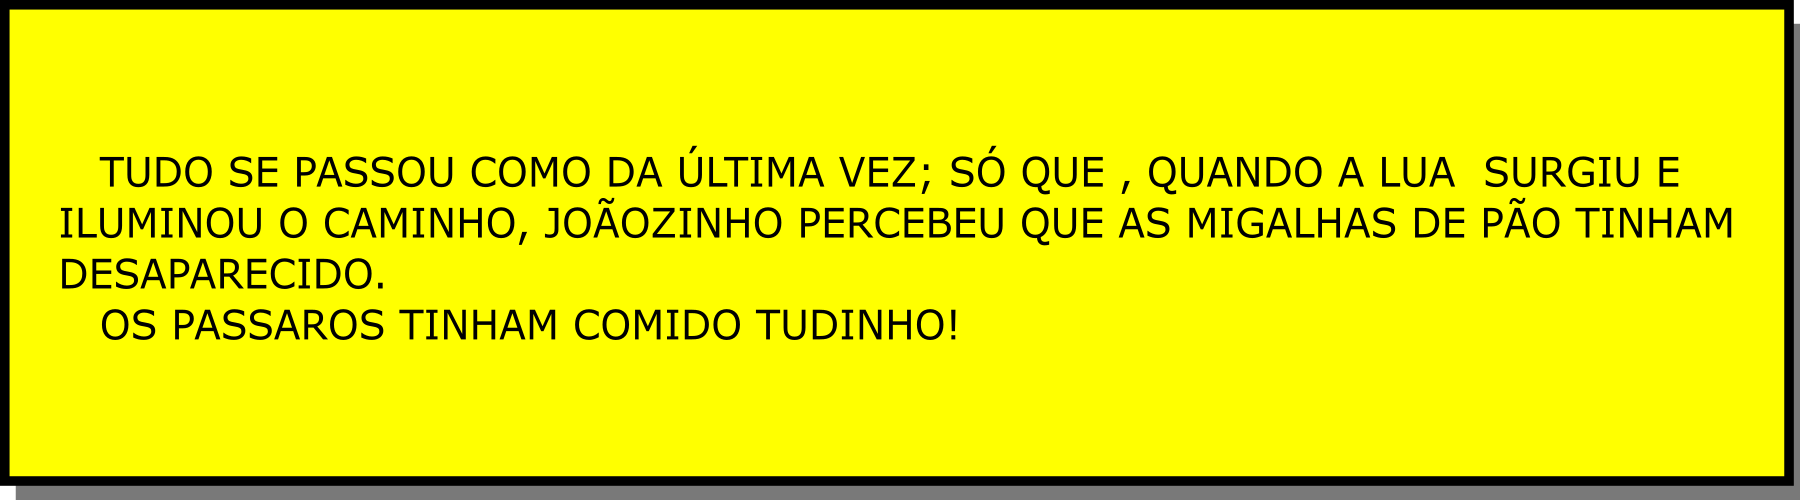 TUDO SE PASSOU COMO DA ÚLTIMA VEZ; SÓ QUE , QUANDO A LUA  SURGIU E
ILUMINOU O CAMINHO, JOÃOZINHO PERCEBEU QUE AS MIGALHAS DE PÃO TINHAM
DESAPARECIDO.
OS PASSAROS TINHAM COMIDO TUDINHO!